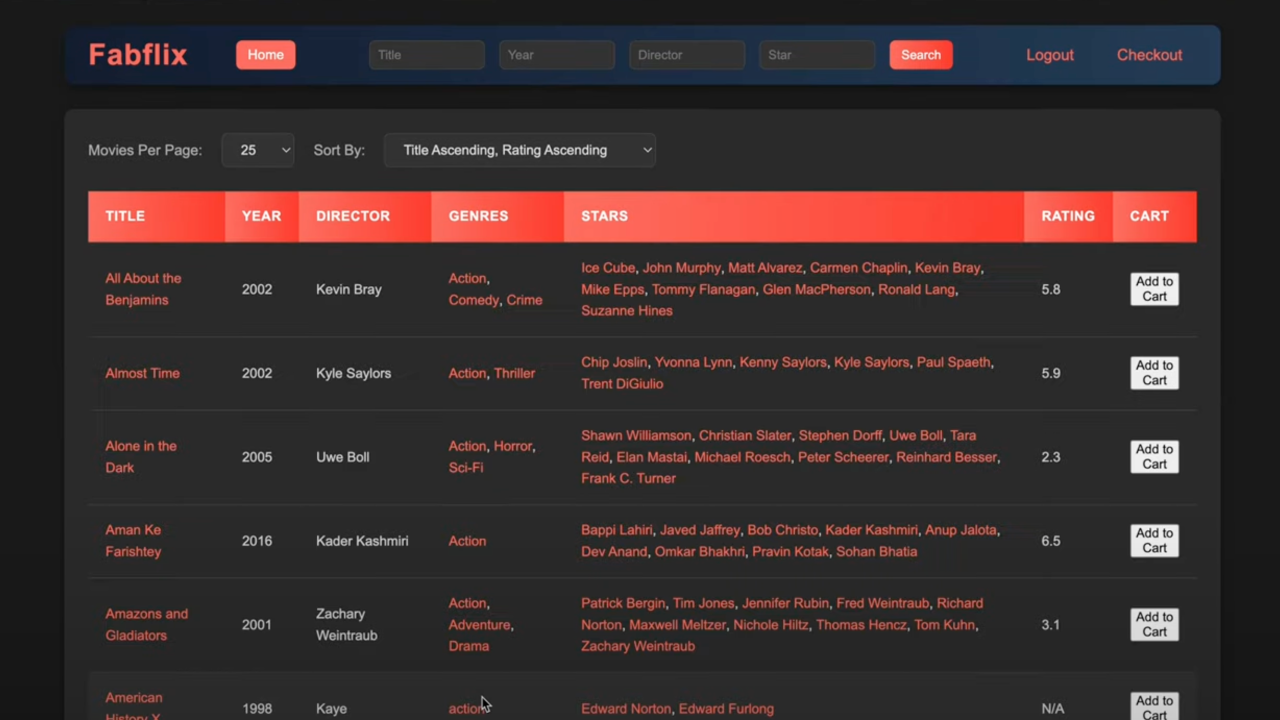 Fabflix Home Title Year Director Star Search Logout Checkout
Movies Per Page: 25 Sort By: Title Ascending, Rating Ascending
TITLE YEAR DIRECTOR GENRES STARS RATING CART
All About the
Benjamins
2002
Kevin Bray
Action,
Comedy, Crime
Ice Cube, John Murphy, Matt Alvarez, Carmen Chaplin, Kevin Bray,
Mike Epps, Tommy Flanagan, Glen MacPherson, Ronald Lang,
Suzanne Hines
5.8
Add to
Cart
Almost Time
2002
Kyle Saylors
Action, Thriller
Chip Joslin, Yvonna Lynn, Kenny Saylors, Kyle Saylors, Paul Spaeth,
Trent DiGiulio
5.9
Add to
Cart
Alone in the
Dark
2005
Uwe Boll
Action, Horror,
Sci-Fi
Shawn Williamson, Christian Slater, Stephen Dorff, Uwe Boll, Tara
Reid, Elan Mastai, Michael Roesch, Peter Scheerer, Reinhard Besser,
Frank C. Turner
2.3
Add to
Cart
Aman Ke
Farishtey
2016
Kader Kashmiri
Action
Bappi Lahiri, Javed Jaffrey, Bob Christo, Kader Kashmiri, Anup Jalota,
Dev Anand, Omkar Bhakhri, Pravin Kotak, Sohan Bhatia
6.5
Add to
Cart
Amazons and
Gladiators
2001
Zachary
Weintraub
Action,
Adventure,
Drama
Patrick Bergin, Tim Jones, Jennifer Rubin, Fred Weintraub, Richard
Norton, Maxwell Meltzer, Nichole Hiltz, Thomas Hencz, Tom Kuhn,
Zachary Weintraub
3.1
Add to
Cart
American
History X
1998
Kaye
action
Edward Norton, Edward Furlong
N/A
Add to
Cart